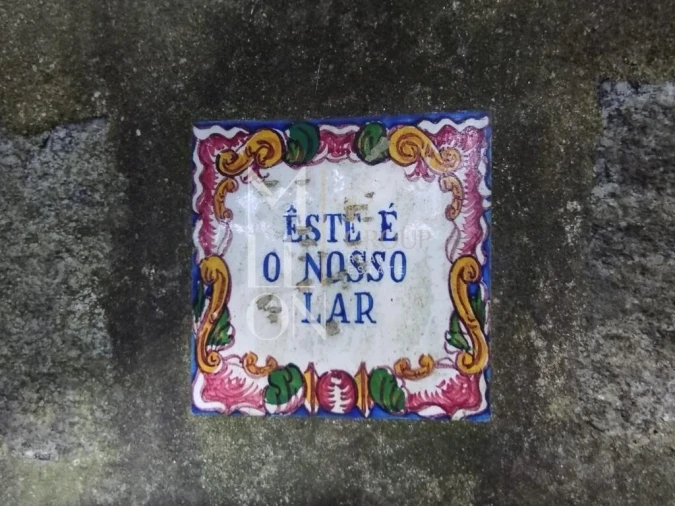 ÊSTE É
O NOSSO
LAR